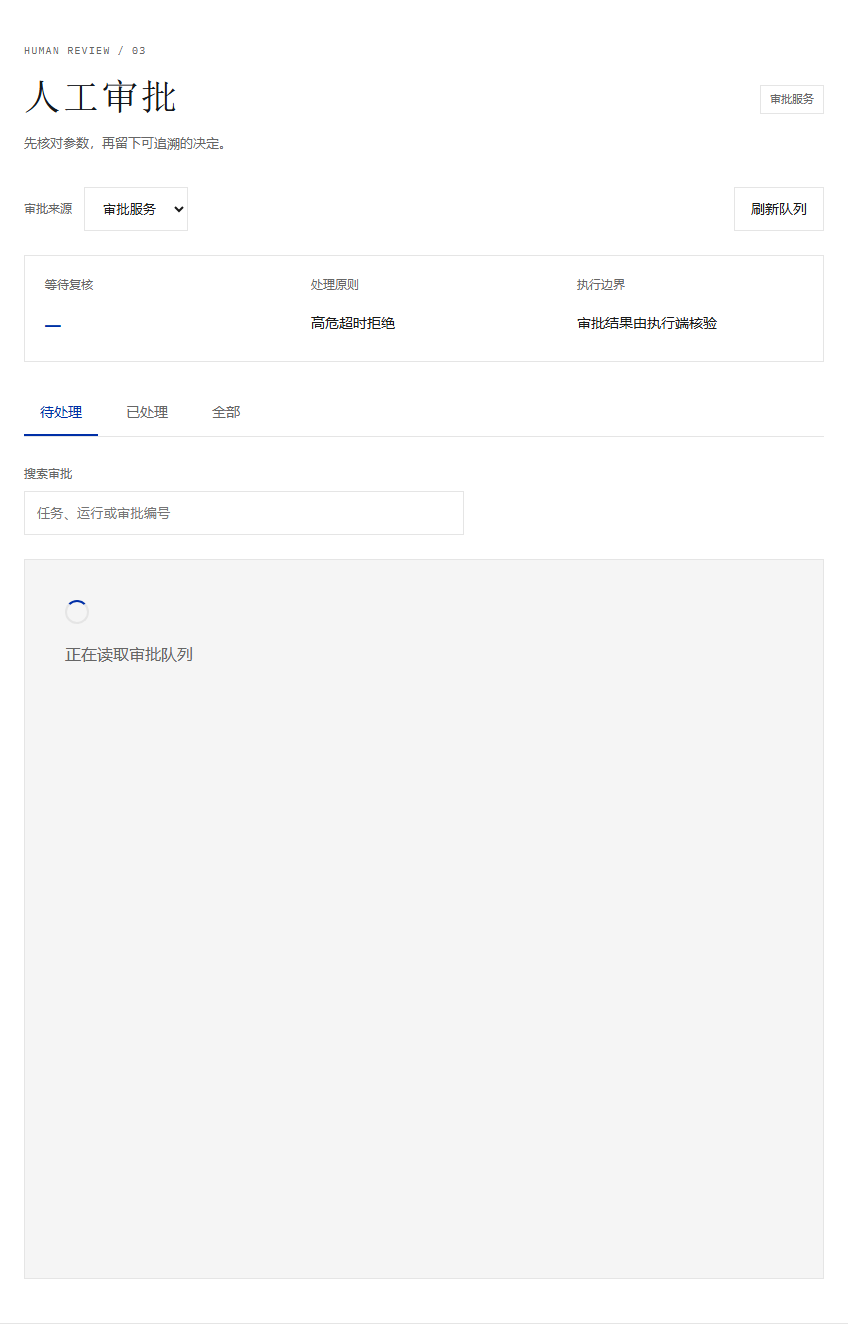 HUMAN REVIEW / 03
人工审批
审批服务
先核对参数，再留下可追溯的决定。
审批来源
审批服务
刷新队列
等待复核
处理原则
执行边界
—
高危超时拒绝
审批结果由执行端核验
待处理
已处理
全部
搜索审批
任务、运行或审批编号
正在读取审批队列